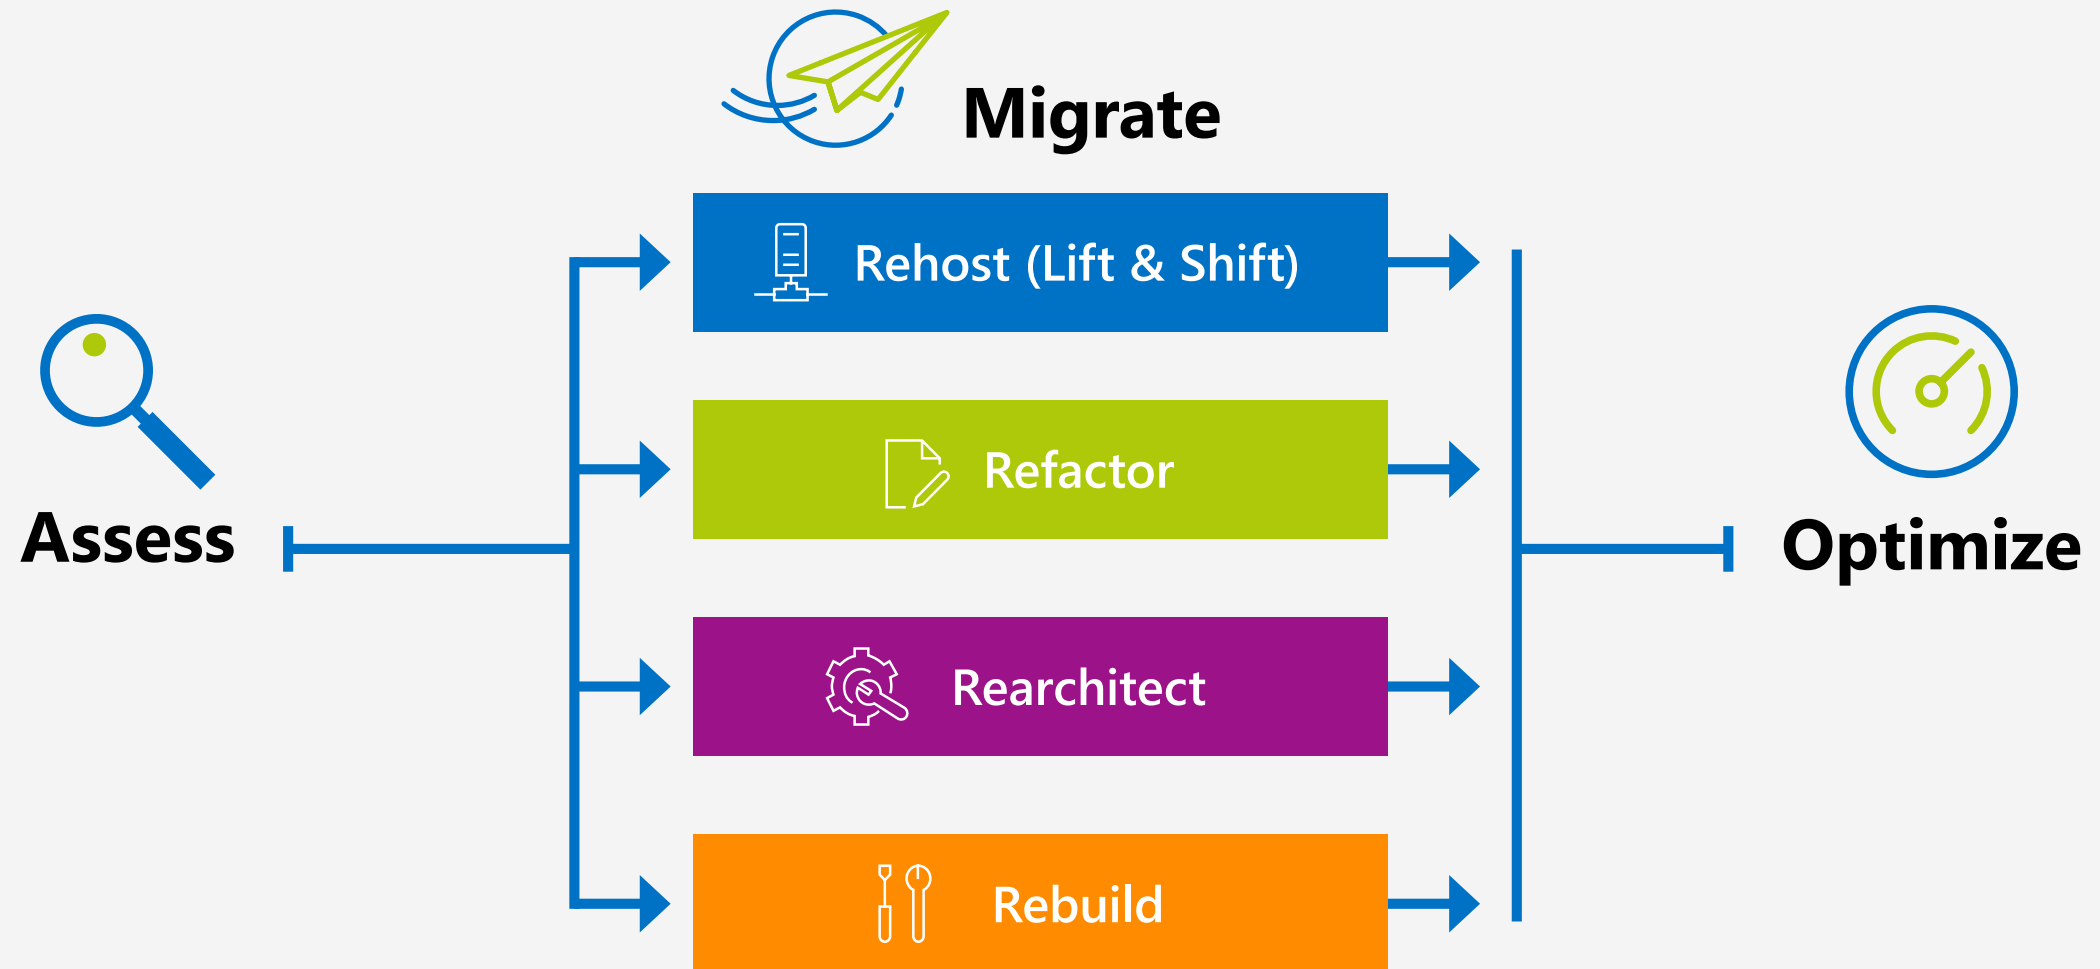 Migrate
Rehost (Lift & Shift)
Refactor
Assess
Optimize
Rearchitect
Rebuild